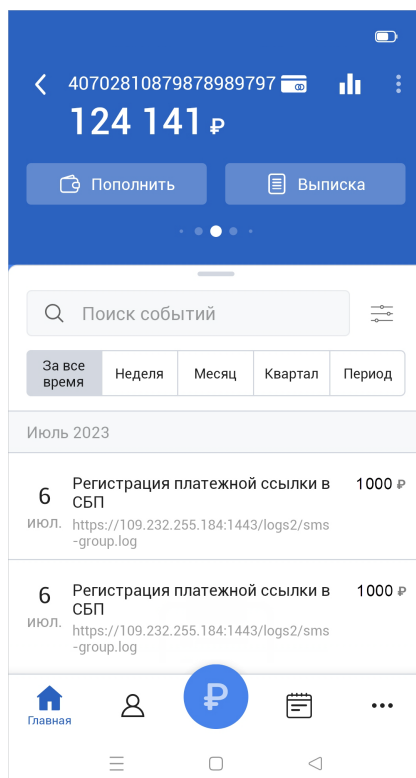 40702810879878989797
124 141 ₽
Пополнить
Выписка
Поиск событий
За все
время
Неделя
Месяц
Квартал
Период
Июль 2023
6
июл.
Регистрация платежной ссылки в
СБП
1000 ₽
https://109.232.255.184:1443/logs2/sms
-group.log
6
июл.
Регистрация платежной ссылки в
СБП
1000 ₽
https://109.232.255.184:1443/logs2/sms
-group.log
₽
Главная